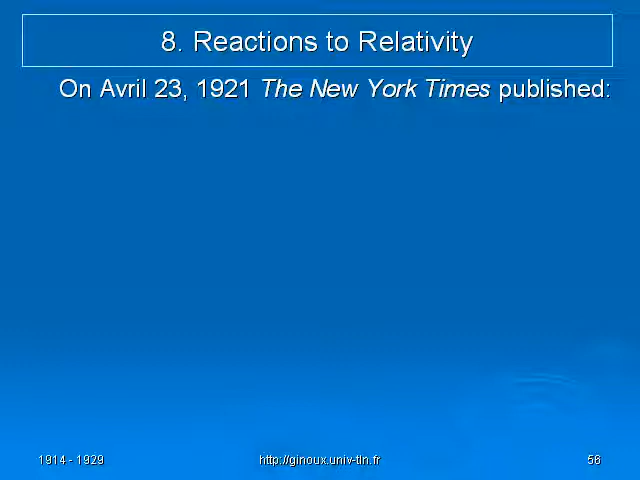 8. Reactions to Relativity
On Avril 23, 1921 The New York Times published:
1914 - 1929 http://ginoux.univ-tln.fr 56